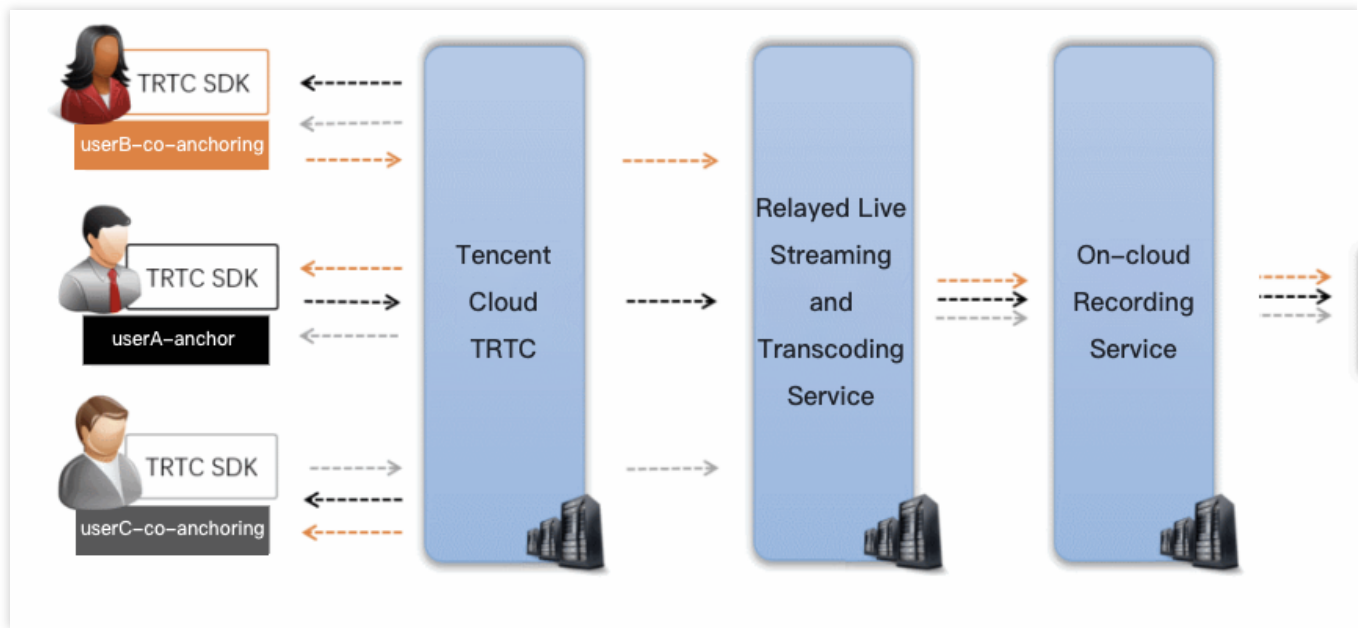 TRTC SDK
userB-co-anchoring
TRTC SDK
userA-anchor
TRTC SDK
userC-co-anchoring
Tencent
Cloud
TRTC
Relayed Live
Streaming
and
Transcoding
Service
On-cloud
Recording
Service